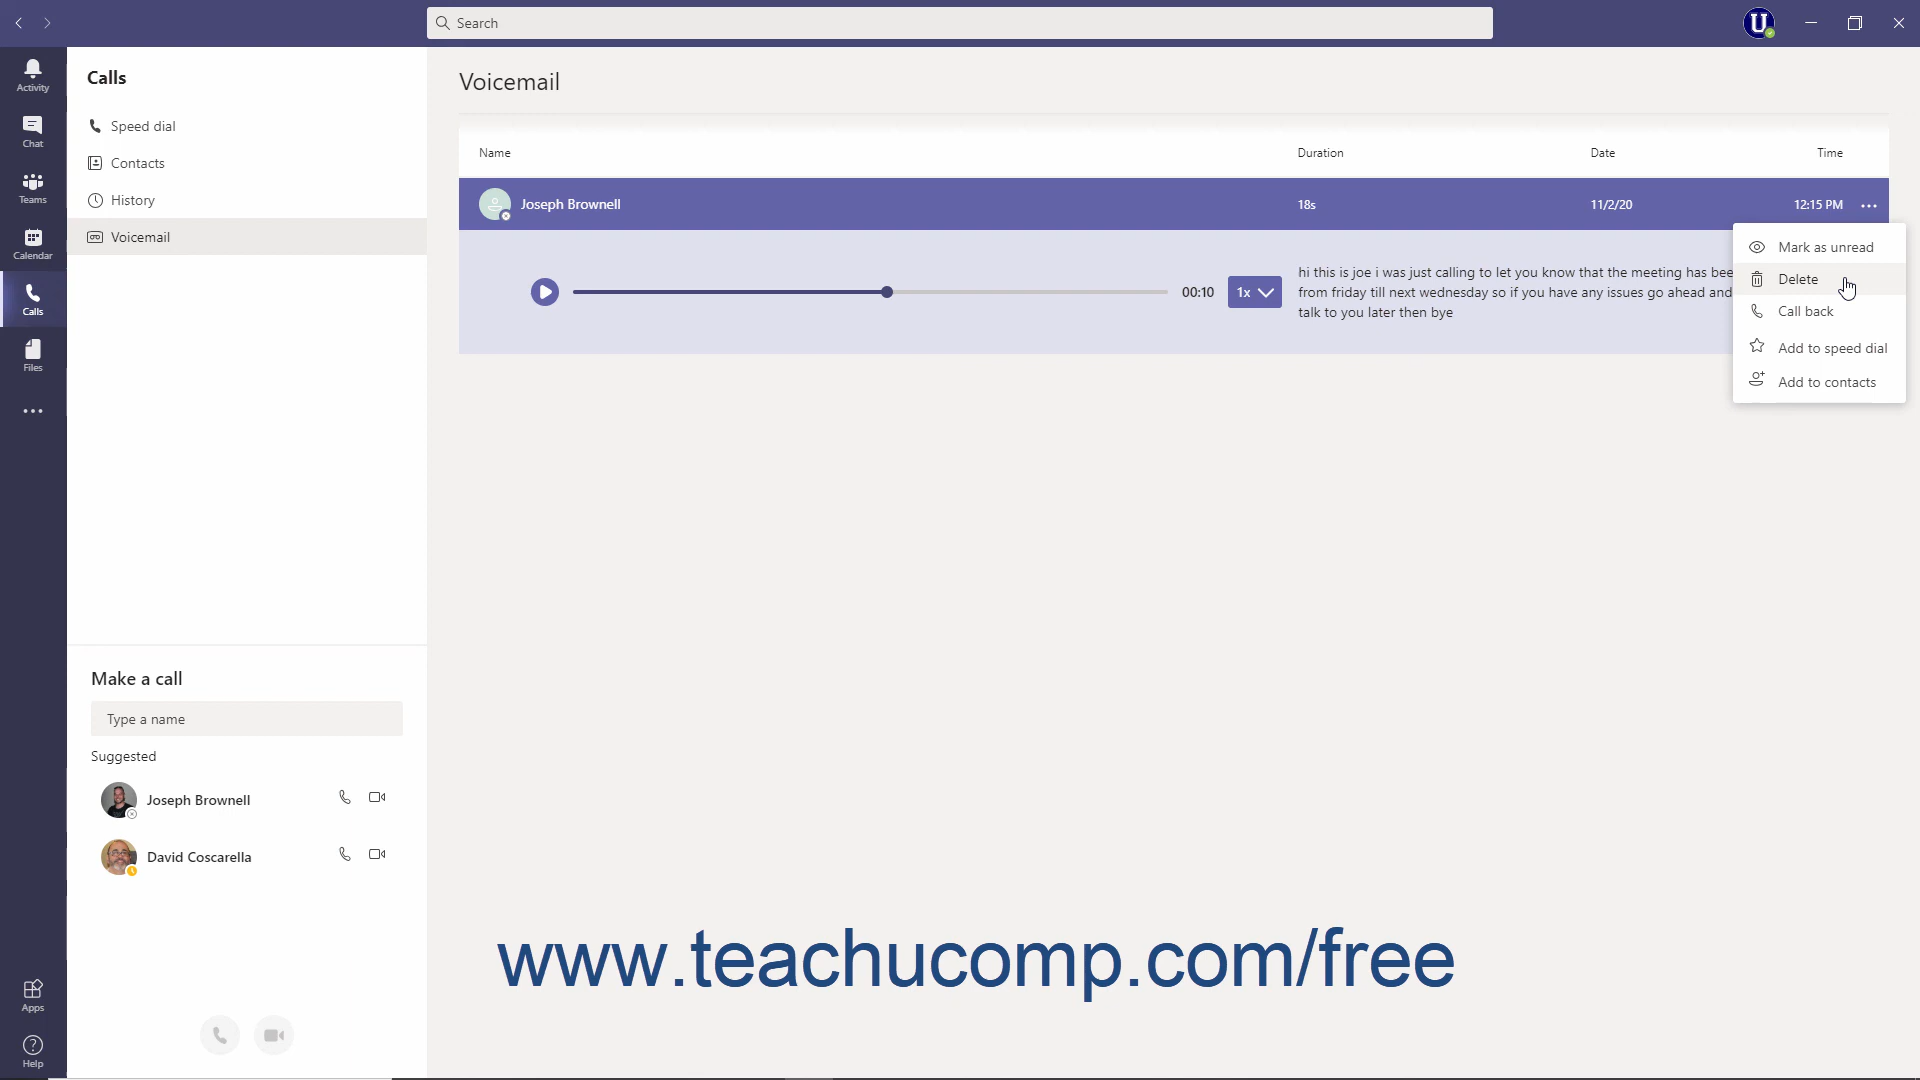 Search
U
Activity
Chat
Teams
Calendar
Calls
Files
Apps
Help
Calls
Speed dial
Contacts
History
Voicemail
Make a call
Type a name
Suggested
Joseph Brownell
David Coscarella
Voicemail
Name Duration Date Time
Joseph Brownell 18s 11/2/20 12:15 PM
00:10 1x
hi this is joe i was just calling to let you know that the meeting has
from friday till next wednesday so if you have any issues go ahead and
talk to you later then bye
Mark as unread
Delete
Call back
Add to speed dial
Add to contacts
www.teachucomp.com/free